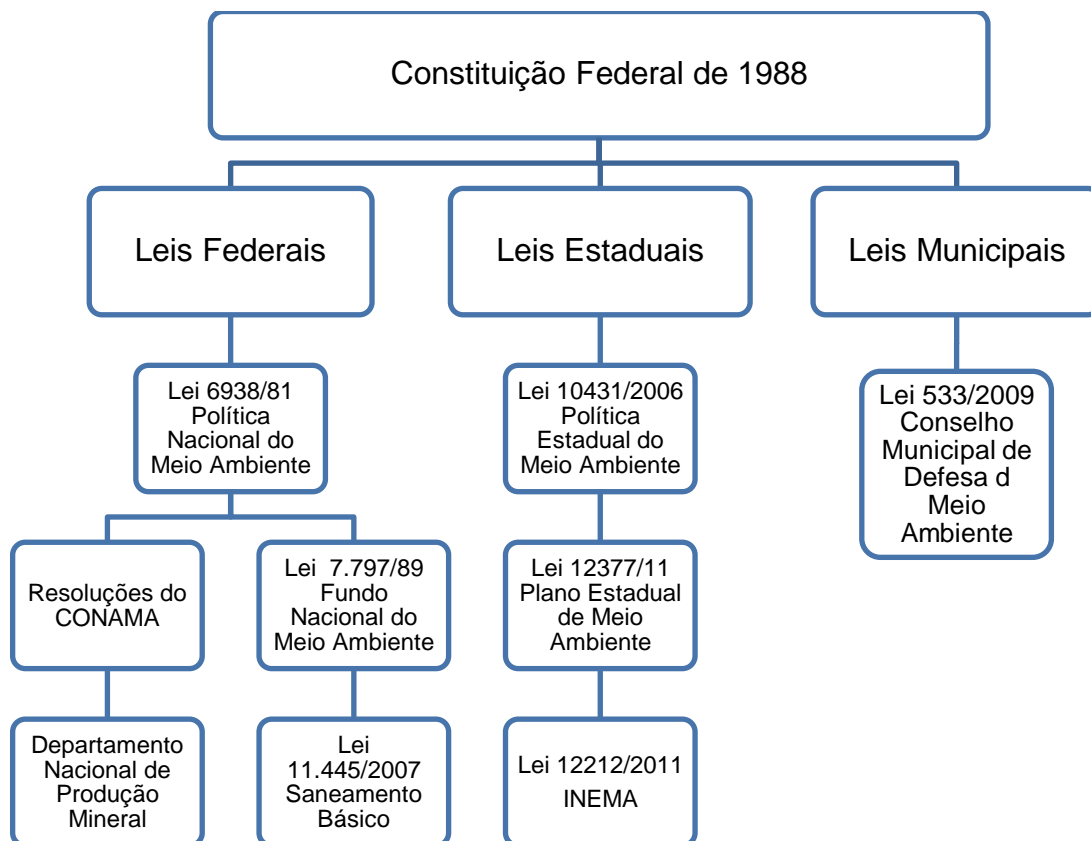 Constituição Federal de 1988
Leis Federais
Leis Estaduais
Leis Municipais
Lei 6938/81
Política
Nacional do
Meio Ambiente
Lei 10431/2006
Política
Estadual do
Meio Ambiente
Lei 533/2009
Conselho
Municipal de
Defesa d
Meio
Ambiente
Resoluções do
CONAMA
Lei 7.797/89
Fundo
Nacional do
Meio Ambiente
Lei 12377/11
Plano Estadual
de Meio
Ambiente
Departamento
Nacional de
Produção
Mineral
Lei
11.445/2007
Saneamento
Básico
Lei 12212/2011
INEMA